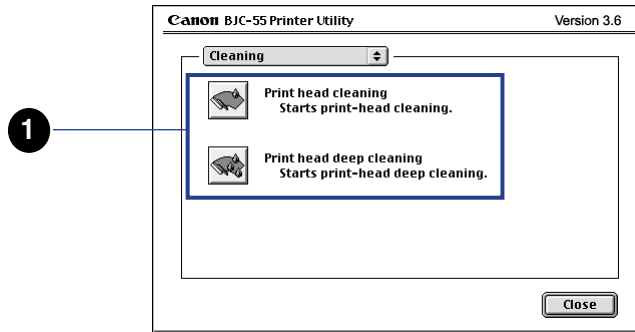 Canon BJC-55 Printer Utility Version 3.6
Cleaning
Print head cleaning
Starts print-head cleaning.
1
Print head deep cleaning
Starts print-head deep cleaning.
Close